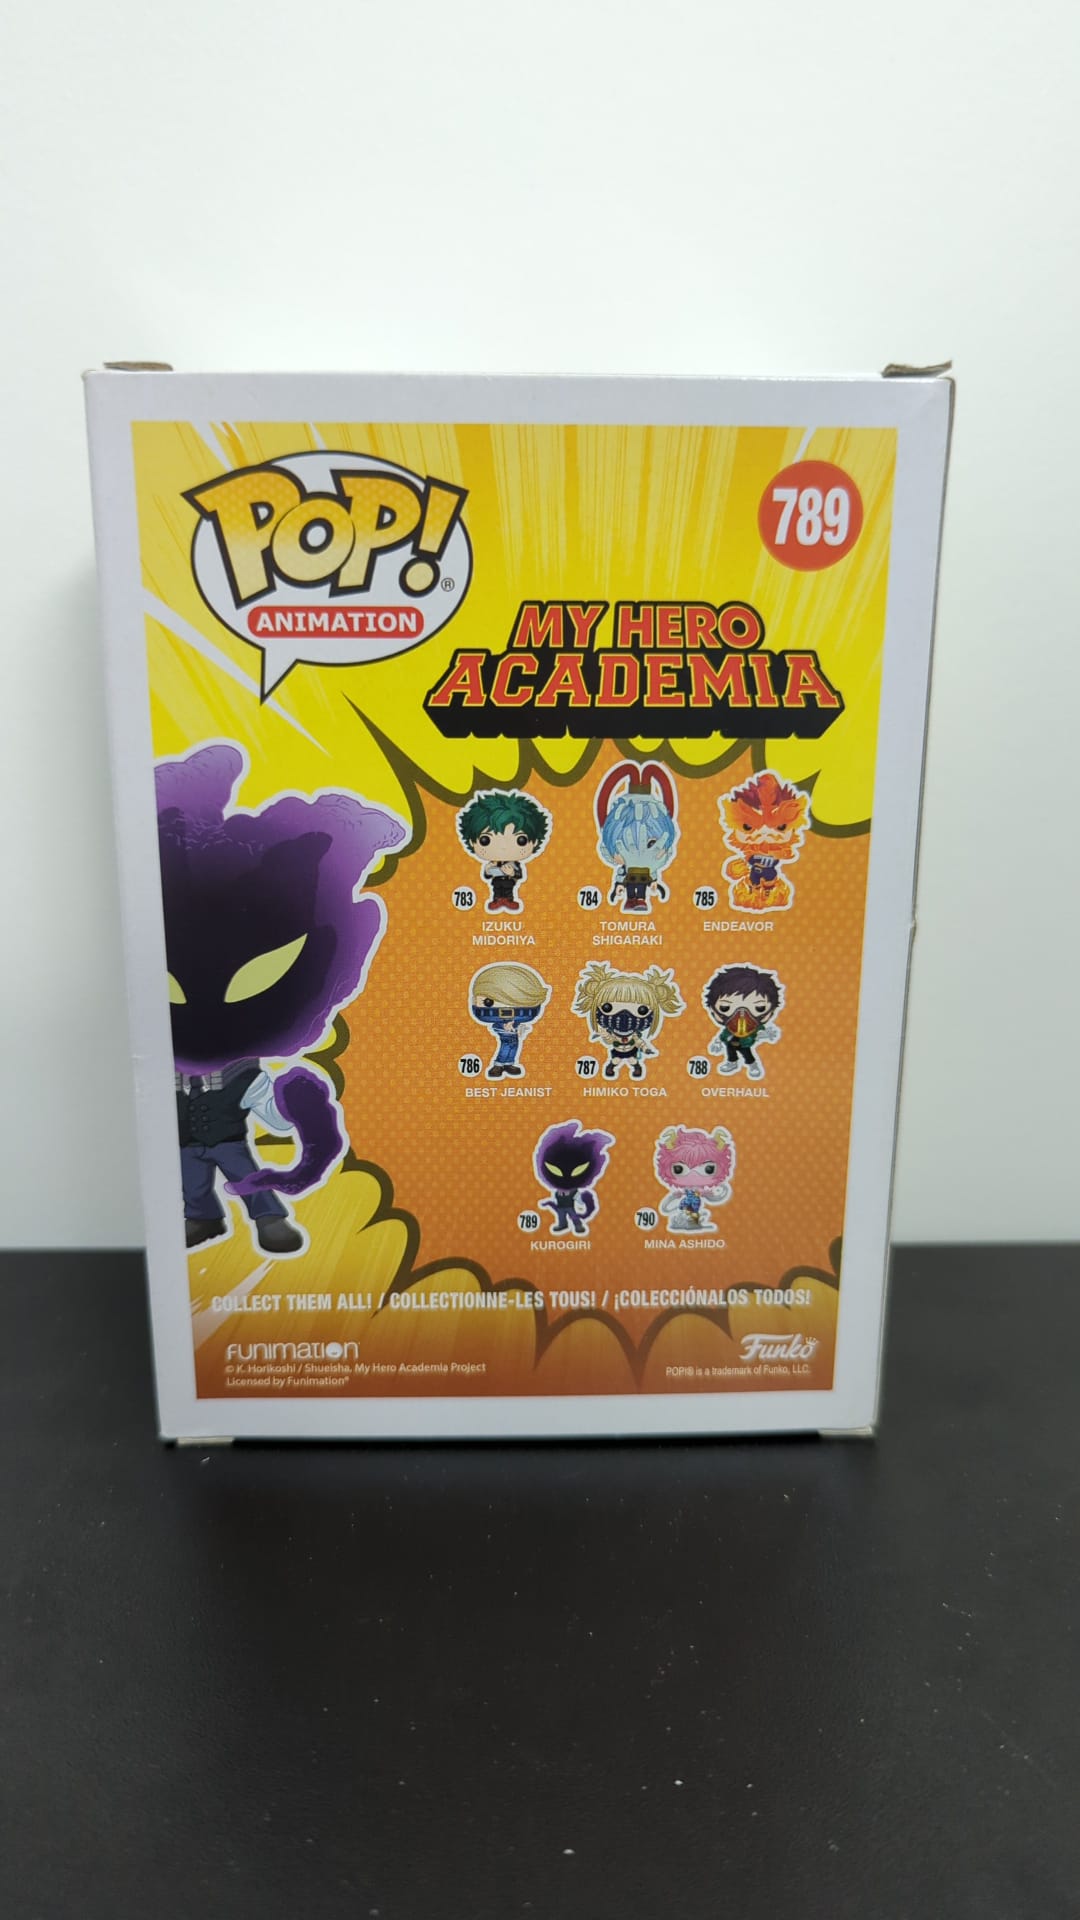 POP!®
ANIMATION
789
MY HERO
ACADEMIA
783
IZUKU
MIDORIYA
784
TOMURA
SHIGARAKI
785
ENDEAVOR
786
BEST JEANIST
787
HIMIKO TOGA
788
OVERHAUL
789
KUROGIRI
790
MINA ASHIDO
COLLECT THEM ALL! / COLLECTIONNE-LES TOUS! / ¡COLECCIÓNALOS TODOS!
FUNIMATION
© K. Horikoshi / Shueisha, My Hero Academia Project
Licensed by Funimation®
Funko
POP!® is a trademark of Funko, LLC.